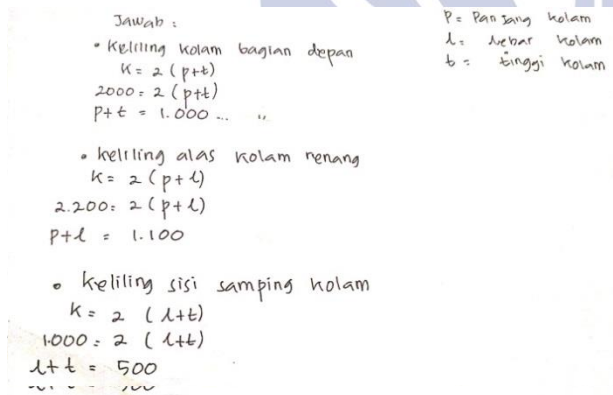 Jawab :
• Keliling kolam bagian depan
K = 2 (p+t)
2000 = 2 (p+t)
p+t = 1.000 ...
• keliling alas kolam renang
K = 2 (p+l)
2.200 = 2 (p+l)
p+l = 1.100
• Keliling sisi samping kolam
K = 2 (l+t)
1.000 = 2 (l+t)
l+t = 500
P = Panjang kolam
l = lebar kolam
t = tinggi kolam